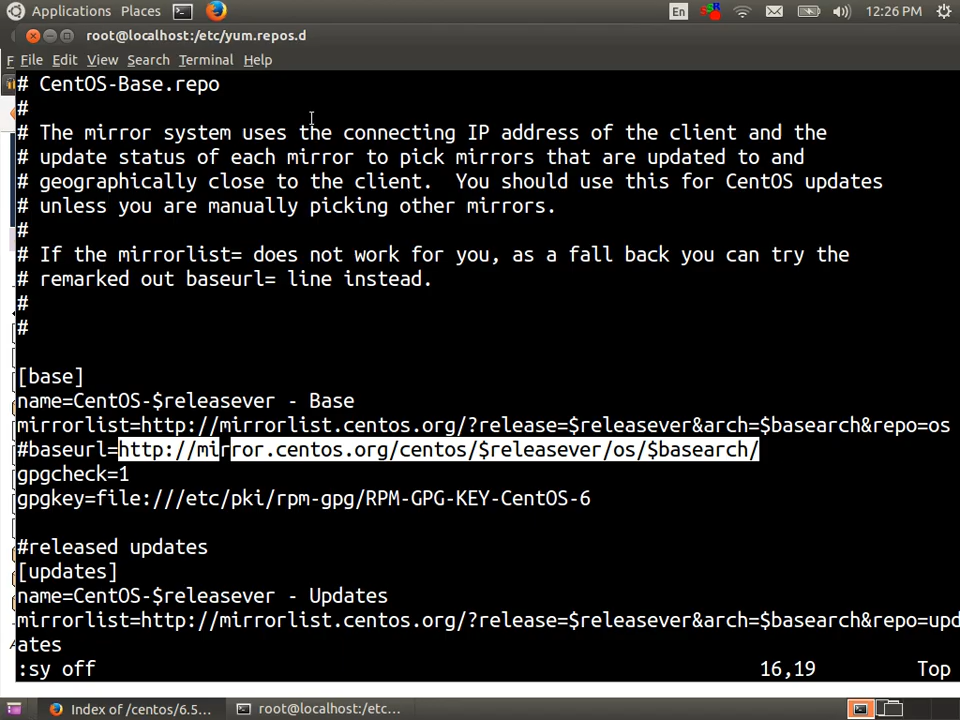 Applications Places En 12:26 PM
root@localhost:/etc/yum.repos.d
F File Edit View Search Terminal Help
# CentOS-Base.repo
#
# The mirror system uses the connecting IP address of the client and the
# update status of each mirror to pick mirrors that are updated to and
# geographically close to the client.  You should use this for CentOS updates
# unless you are manually picking other mirrors.
#
# If the mirrorlist= does not work for you, as a fall back you can try the
# remarked out baseurl= line instead.
#
#
[base]
name=CentOS-$releasever - Base
mirrorlist=http://mirrorlist.centos.org/?release=$releasever&arch=$basearch&repo=os
#baseurl=http://mirror.centos.org/centos/$releasever/os/$basearch/
gpgcheck=1
gpgkey=file:///etc/pki/rpm-gpg/RPM-GPG-KEY-CentOS-6
#released updates
[updates]
name=CentOS-$releasever - Updates
mirrorlist=http://mirrorlist.centos.org/?release=$releasever&arch=$basearch&repo=upd
ates
:sy off 16,19 Top
Index of /centos/6.5... root@localhost:/etc...